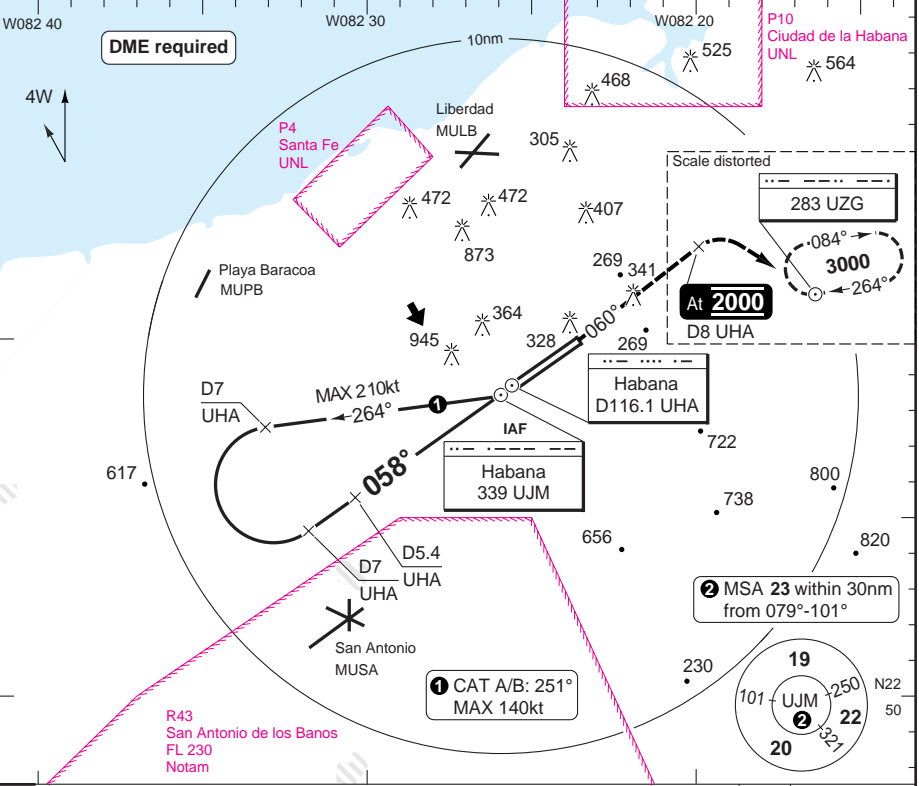 W082 40
W082 30
W082 20
DME required
10nm
P10
Ciudad de la Habana
UNL
525
564
468
4W
Liberdad
MULB
P4
Santa Fe
UNL
305
Scale distorted
283 UZG
472
472
407
873
084°
3000
264°
Playa Baracoa
MUPB
269
341
At 2000
D8 UHA
364
945
328
060°
269
Habana
D116.1 UHA
D7
UHA
MAX 210kt
264°
1
IAF
Habana
339 UJM
722
058°
617
800
738
656
820
D7
UHA
D5.4
UHA
2 MSA 23 within 30nm
from 079°-101°
San Antonio
MUSA
1 CAT A/B: 251°
MAX 140kt
230
19
101
250
UJM
2
22
321
20
N22
50
R43
San Antonio de los Banos
FL 230
Notam